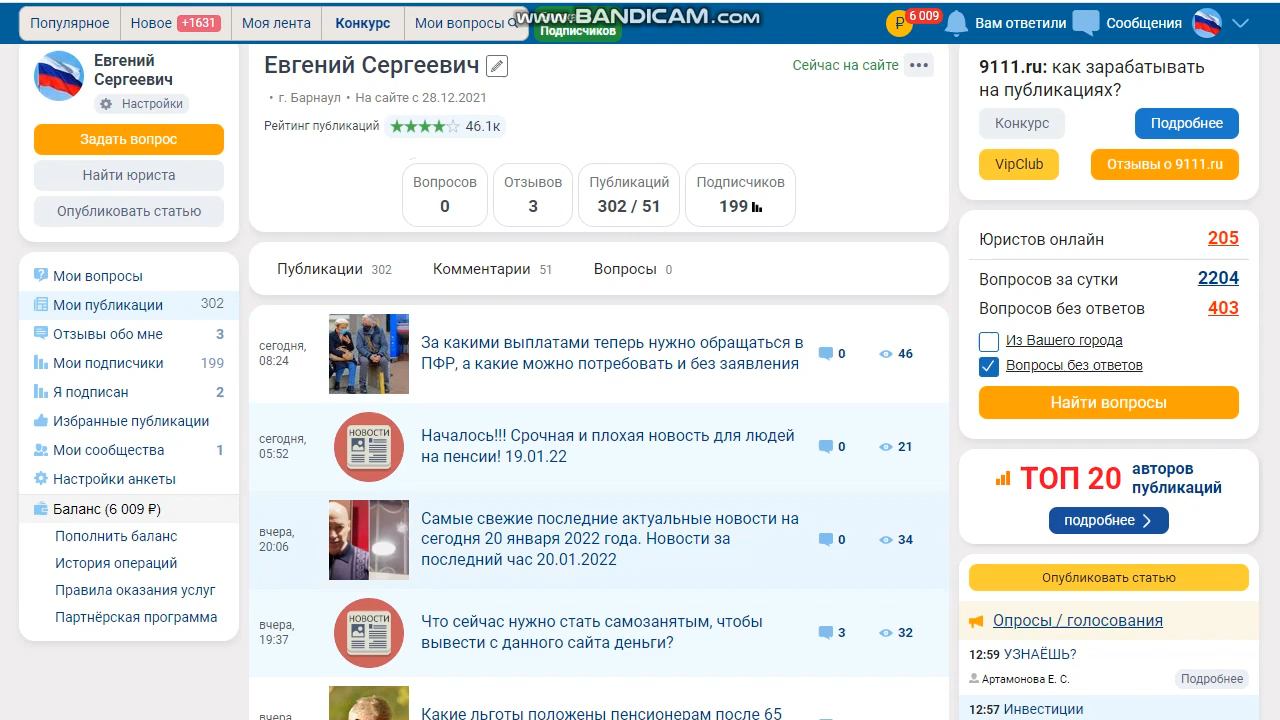 Популярное
Новое +1631
Моя лента
Конкурс
Мои вопросы
www.BANDICAM.com
Подписчиков
6 009
Вам ответили
Сообщения
Евгений
Сергеевич
Настройки
Задать вопрос
Найти юриста
Опубликовать статью
Мои вопросы
Мои публикации 302
Отзывы обо мне 3
Мои подписчики 199
Я подписан 2
Избранные публикации
Мои сообщества 1
Настройки анкеты
Баланс (6 009 ₽)
Пополнить баланс
История операций
Правила оказания услуг
Партнёрская программа
Евгений Сергеевич
Сейчас на сайте
• г. Барнаул • На сайте с 28.12.2021
Рейтинг публикаций 46.1к
Вопросов
0
Отзывов
3
Публикаций
302 / 51
Подписчиков
199
Публикации 302
Комментарии 51
Вопросы 0
сегодня,
08:24
За какими выплатами теперь нужно обращаться в
ПФР, а какие можно потребовать и без заявления
0
46
сегодня,
05:52
НОВОСТИ
Началось!!! Срочная и плохая новость для людей
на пенсии! 19.01.22
0
21
вчера,
20:06
Самые свежие последние актуальные новости на
сегодня 20 января 2022 года. Новости за
последний час 20.01.2022
0
34
вчера,
19:37
НОВОСТИ
Что сейчас нужно стать самозанятым, чтобы
вывести с данного сайта деньги?
3
32
вчера,
Какие льготы положены пенсионерам после 65
9111.ru: как зарабатывать
на публикациях?
Конкурс
Подробнее
VipClub
Отзывы о 9111.ru
Юристов онлайн 205
Вопросов за сутки 2204
Вопросов без ответов 403
Из Вашего города
Вопросы без ответов
Найти вопросы
ТОП 20
авторов
публикаций
подробнее
Опубликовать статью
Опросы / голосования
12:59 УЗНАЁШЬ?
Артамонова Е. С.
Подробнее
12:57 Инвестиции